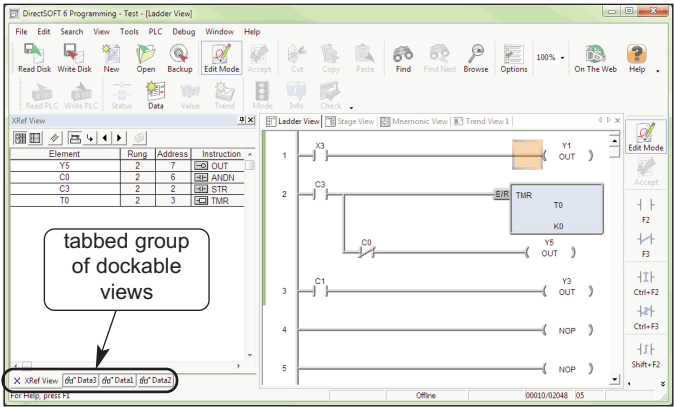 DirectSOFT 6 Programming - Test - [Ladder View]
File Edit Search View Tools PLC Debug Window Help
Read Disk Write Disk New Open Backup Edit Mode Accept Cut Copy Paste Find Find Next Browse Options 100% On The Web Help
Read PLC Write PLC Status Data Value Trend Mode Info Check
XRef View
Ladder View Stage View Mnemonic View Trend View 1
Element Rung Address Instruction
Y5 2 7 OUT
C0 2 6 ANDN
C3 2 2 STR
T0 2 3 TMR
tabbed group
of dockable
views
1 X3 Y1
OUT
2 C3 E/R TMR
T0
K0
C0 Y5
OUT
3 C1 Y3
OUT
4 NOP
5 NOP
Edit Mode
Accept
F2
F3
Ctrl+F2
Ctrl+F3
Shift+F2
XRef View Data3 Data1 Data2
For Help, press F1 Offline 00010/02048 05